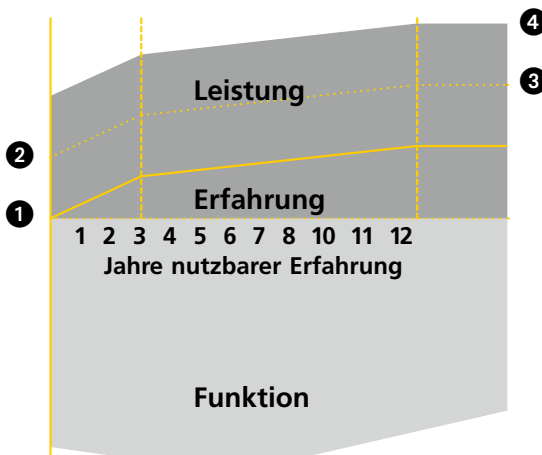 4
Leistung
3
2
Erfahrung
1
1 2 3 4 5 6 7 8 10 11 12
Jahre nutzbarer Erfahrung
Funktion